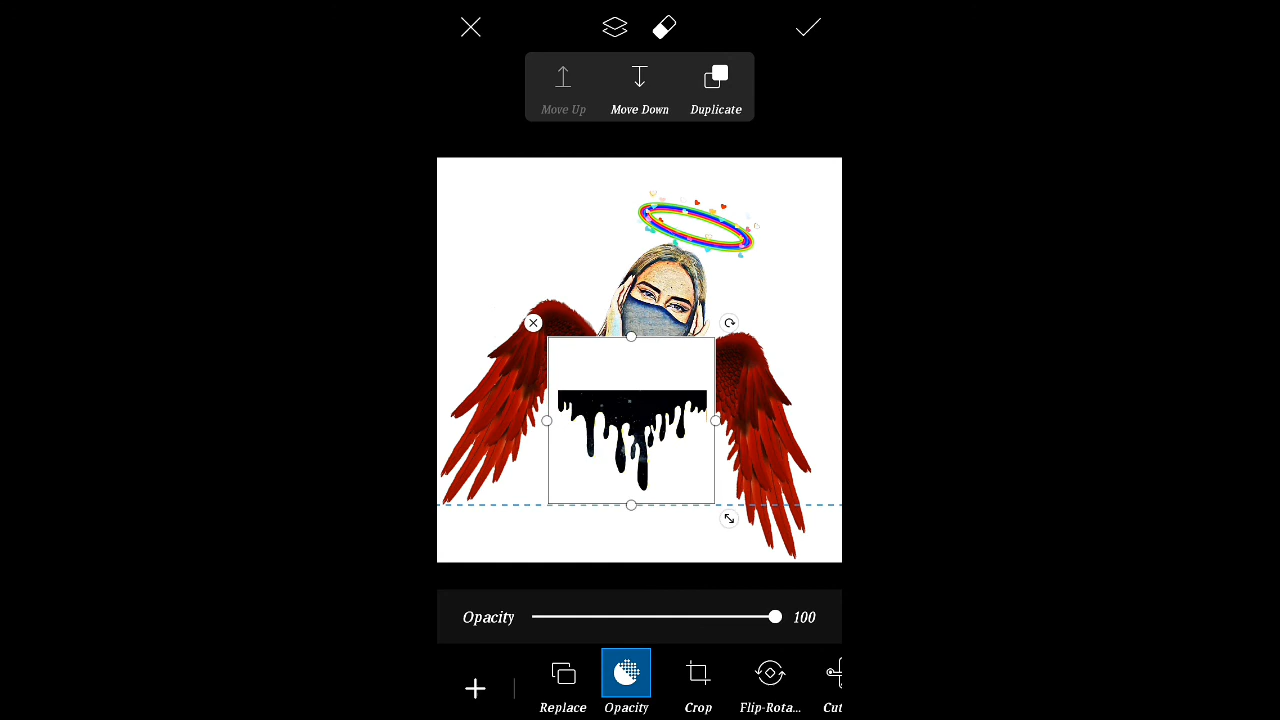 Move Up Move Down Duplicate
Opacity 100
Replace Opacity Crop Flip-Rota... Cut